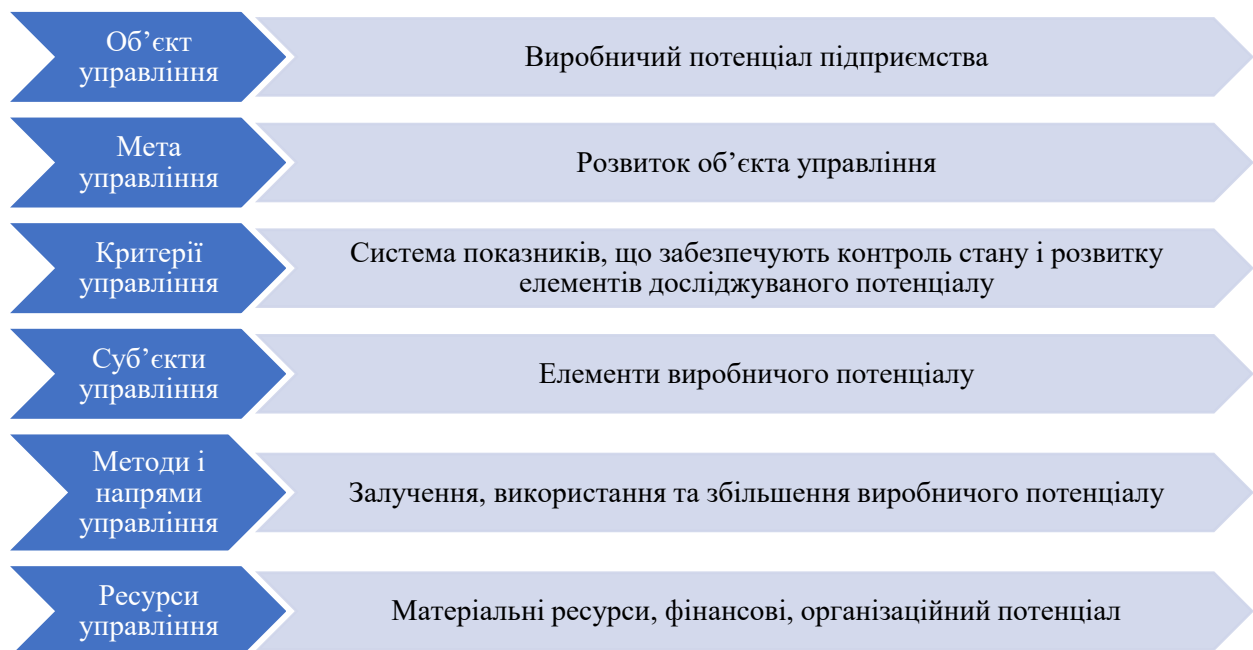 Об’єкт
управління
Виробничий потенціал підприємства
Мета
управління
Розвиток об’єкта управління
Критерії
управління
Система показників, що забезпечують контроль стану і розвитку
елементів досліджуваного потенціалу
Суб’єкти
управління
Елементи виробничого потенціалу
Методи і
напрями
управління
Залучення, використання та збільшення виробничого потенціалу
Ресурси
управління
Матеріальні ресурси, фінансові, організаційний потенціал